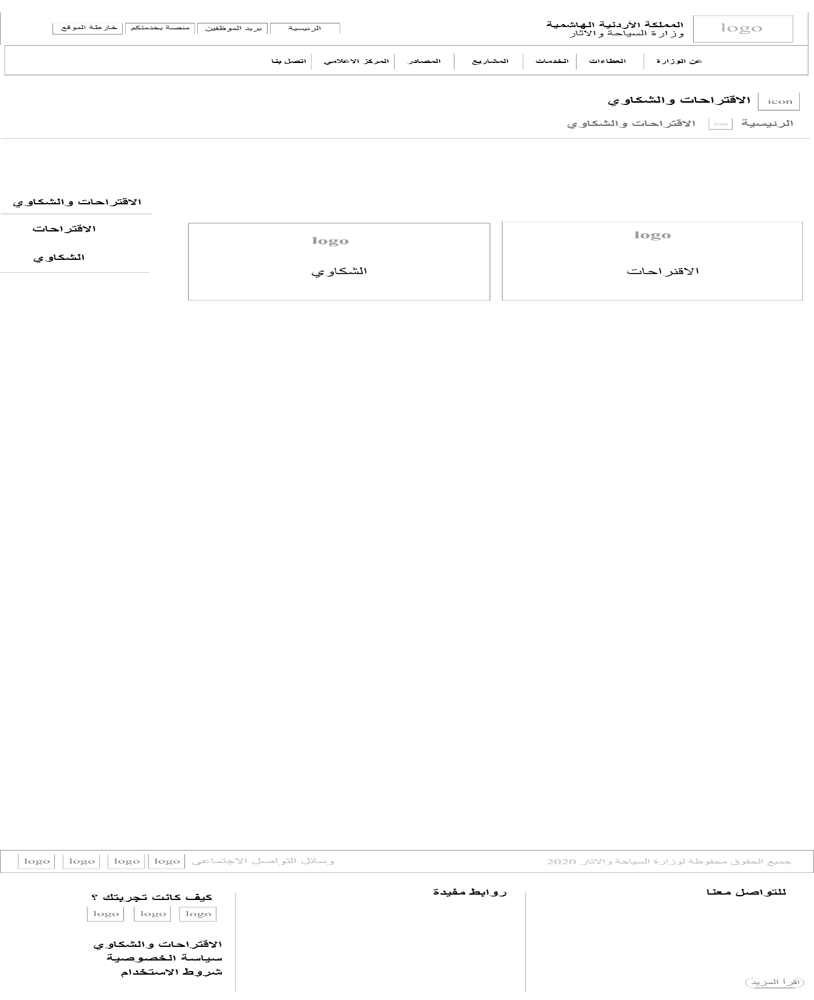 logo
المملكة الأردنية الهاشمية
وزارة السياحة والاثار
الرئيسية
بريد الموظفين
منصة بخدمتكم
خارطة الموقع
عن الوزارة
العطاءات
الخدمات
المشاريع
المصادر
المركز الاعلامي
اتصل بنا
icon
الاقتراحات والشكاوي
الرئيسية
icon
الاقتراحات والشكاوي
الاقتراحات والشكاوي
الاقتراحات
الشكاوي
logo
الاقتراحات
logo
الشكاوي
جميع الحقوق محفوظة لوزارة السياحة والاثار 2020
وسائل التواصل الاجتماعي
logo
logo
logo
logo
للتواصل معنا
اقرأ المزيد
روابط مفيدة
كيف كانت تجربتك ؟
logo
logo
logo
الاقتراحات والشكاوي
سياسة الخصوصية
شروط الاستخدام